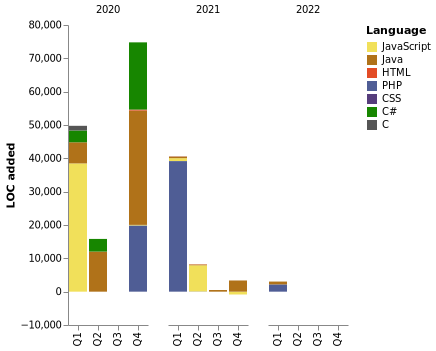 2020 2021 2022
Language
JavaScript
Java
HTML
PHP
CSS
C#
C
LOC added
80,000
70,000
60,000
50,000
40,000
30,000
20,000
10,000
0
−10,000
Q1 Q2 Q3 Q4 Q1 Q2 Q3 Q4 Q1 Q2 Q3 Q4